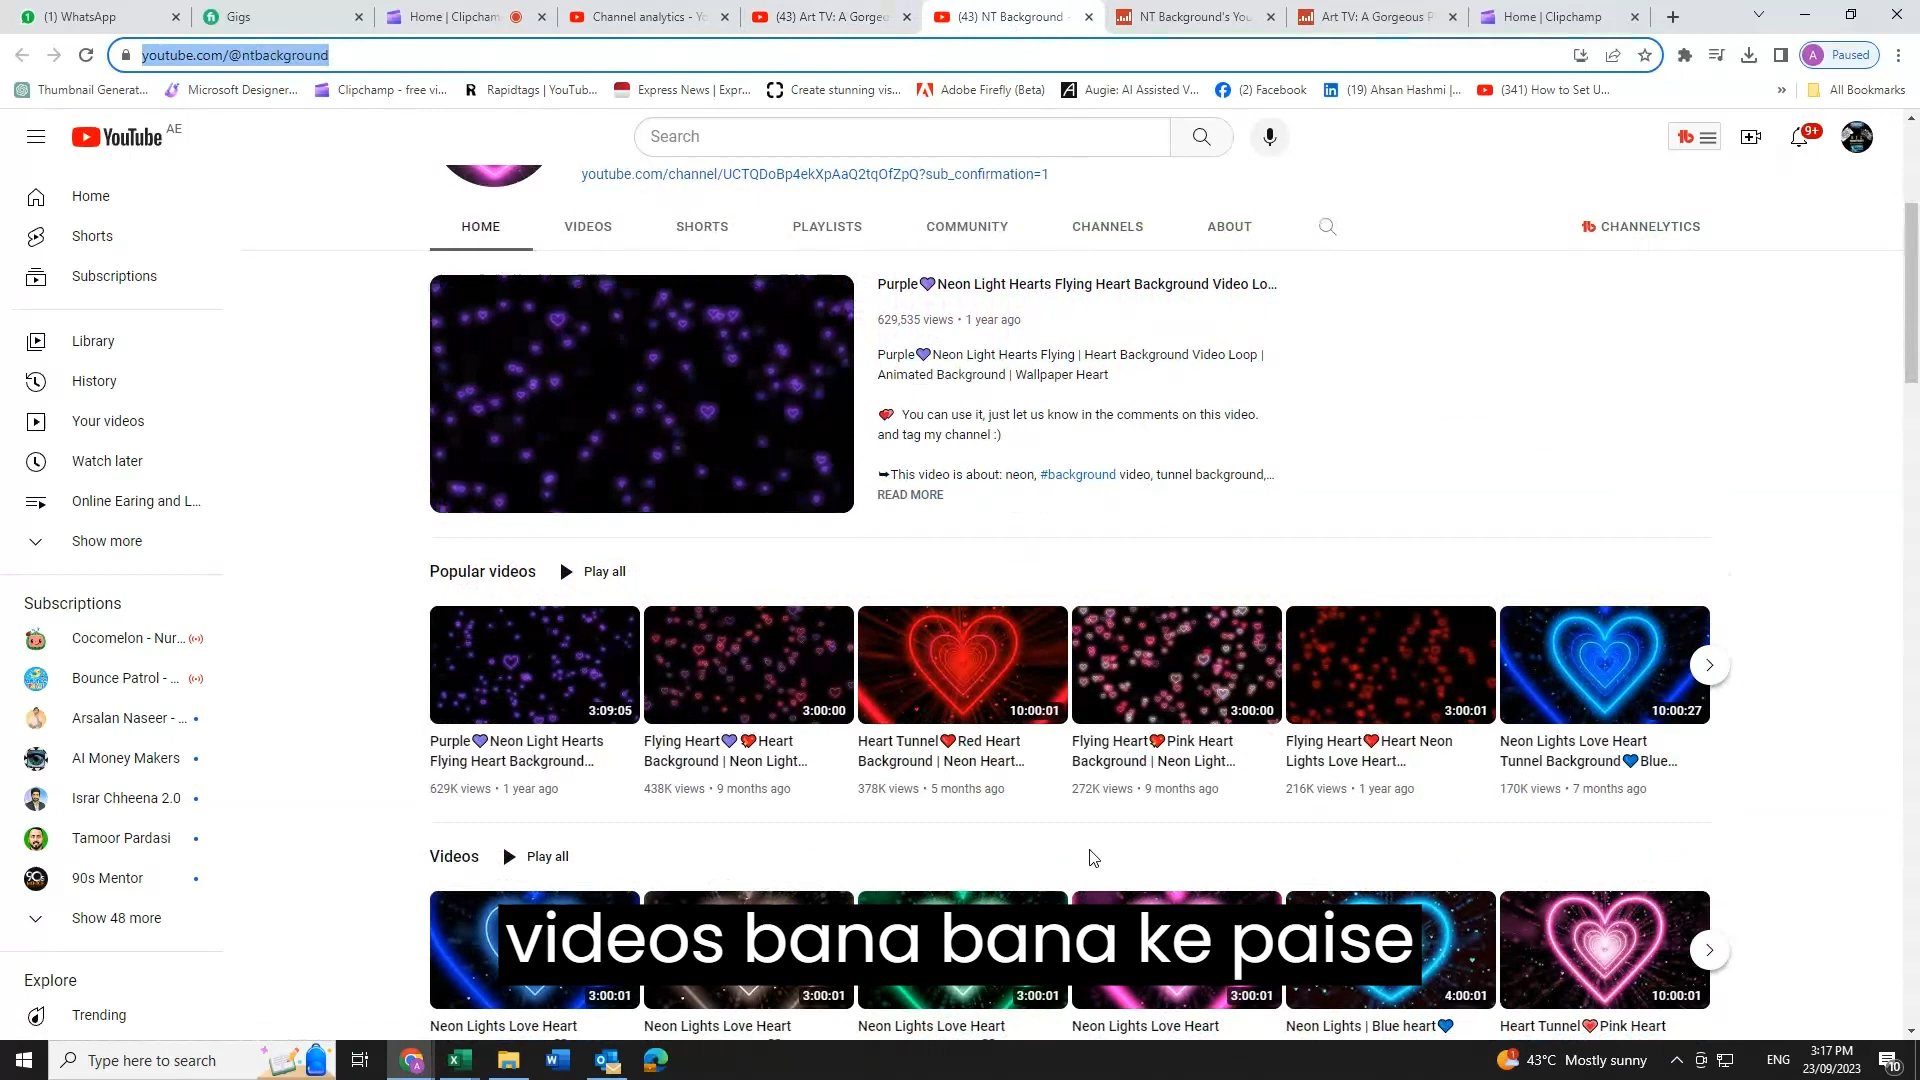 (1) WhatsApp
Gigs
Home | Clipcham
Channel analytics - Yo
(43) Art TV: A Gorgeo
(43) NT Background -
NT Background's You
Art TV: A Gorgeous P
Home | Clipchamp
youtube.com/@ntbackground
A Paused
Thumbnail Generat...
Microsoft Designer...
Clipchamp - free vi...
R Rapidtags | YouTub...
Express News | Expr...
Create stunning vis...
Adobe Firefly (Beta)
Augie: AI Assisted V...
(2) Facebook
(19) Ahsan Hashmi |...
(341) How to Set U...
»
All Bookmarks
YouTube AE
Search
tb
9+
Home
Shorts
Subscriptions
Library
History
Your videos
Watch later
Online Earing and L...
Show more
Subscriptions
Cocomelon - Nur...
Bounce Patrol - ...
Arsalan Naseer - ...
AI Money Makers
Israr Chheena 2.0
Tamoor Pardasi
90s Mentor
Show 48 more
Explore
Trending
youtube.com/channel/UCTQDoBp4ekXpAaQ2tqOfZpQ?sub_confirmation=1
HOME VIDEOS SHORTS PLAYLISTS COMMUNITY CHANNELS ABOUT
tb CHANNELYTICS
Purple💜Neon Light Hearts Flying Heart Background Video Lo...
629,535 views • 1 year ago
Purple💜Neon Light Hearts Flying | Heart Background Video Loop |
Animated Background | Wallpaper Heart
💕 You can use it, just let us know in the comments on this video.
and tag my channel :)
➥This video is about: neon, #background video, tunnel background,...
READ MORE
Popular videos
Play all
3:09:05
Purple💜Neon Light Hearts
Flying Heart Background...
629K views • 1 year ago
3:00:00
Flying Heart💜💖Heart
Background | Neon Light...
438K views • 9 months ago
10:00:01
Heart Tunnel❤️Red Heart
Background | Neon Heart...
378K views • 5 months ago
3:00:00
Flying Heart💖Pink Heart
Background | Neon Light...
272K views • 9 months ago
3:00:01
Flying Heart❤️Heart Neon
Lights Love Heart...
216K views • 1 year ago
10:00:27
Neon Lights Love Heart
Tunnel Background💙Blue...
170K views • 7 months ago
Videos
Play all
videos bana bana ke paise
3:00:01
Neon Lights Love Heart
3:00:01
Neon Lights Love Heart
3:00:01
Neon Lights Love Heart
3:00:01
Neon Lights Love Heart
4:00:01
Neon Lights | Blue heart💙
10:00:01
Heart Tunnel❤️Pink Heart
Type here to search
43°C Mostly sunny
ENG
3:17 PM
23/09/2023
10